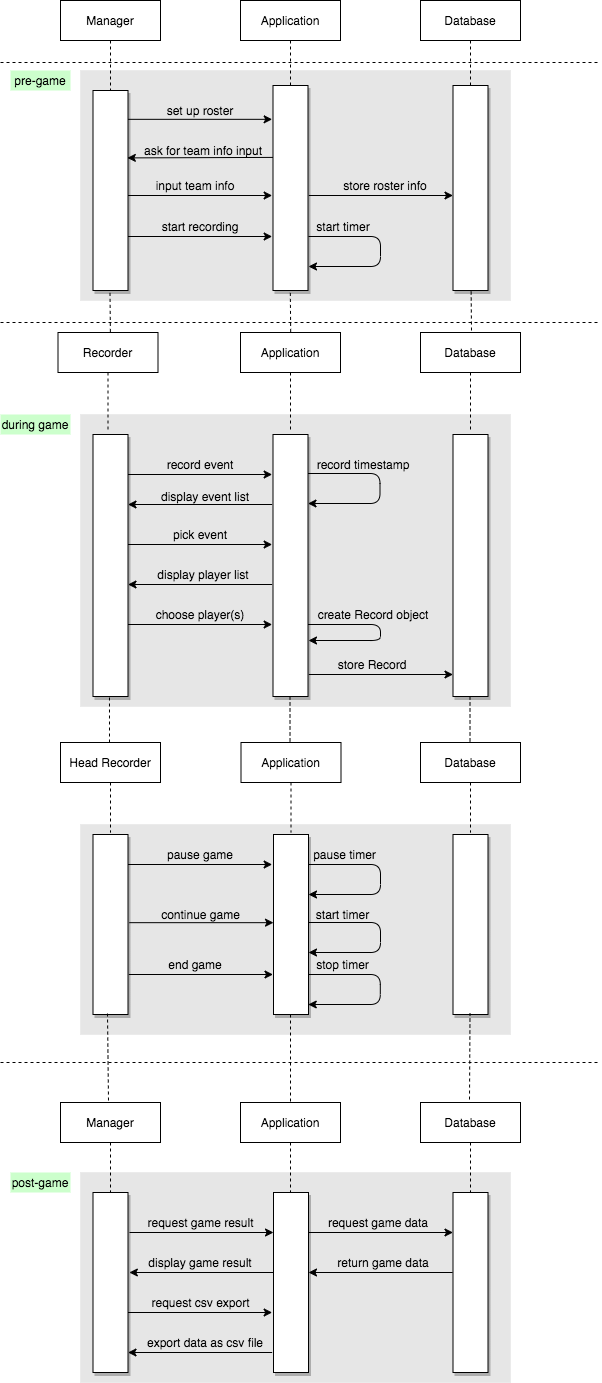 Manager
Application
Database
pre-game
set up roster
ask for team info input
input team info
store roster info
start recording
start timer
Recorder
Application
Database
during game
record event
record timestamp
display event list
pick event
display player list
choose player(s)
create Record object
store Record
Head Recorder
Application
Database
pause game
pause timer
continue game
start timer
end game
stop timer
Manager
Application
Database
post-game
request game result
request game data
display game result
return game data
request csv export
export data as csv file